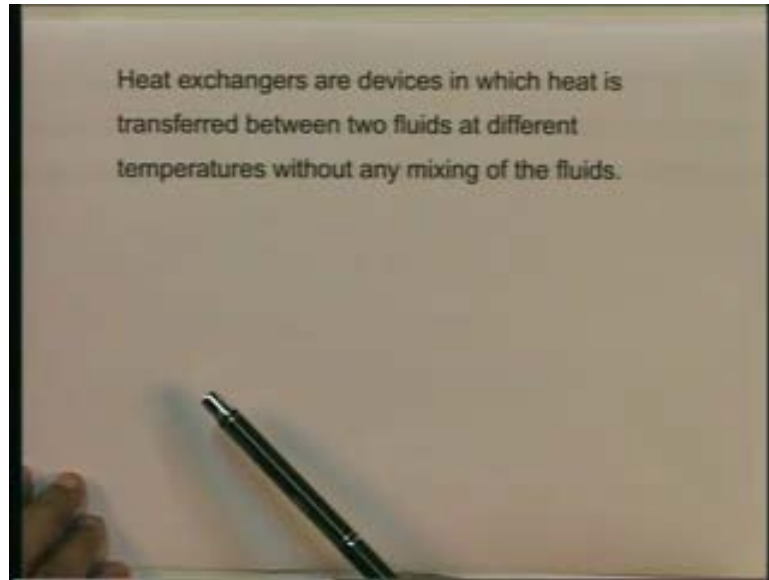 Heat exchangers are devices in which heat is
transferred between two fluids at different
temperatures without any mixing of the fluids.